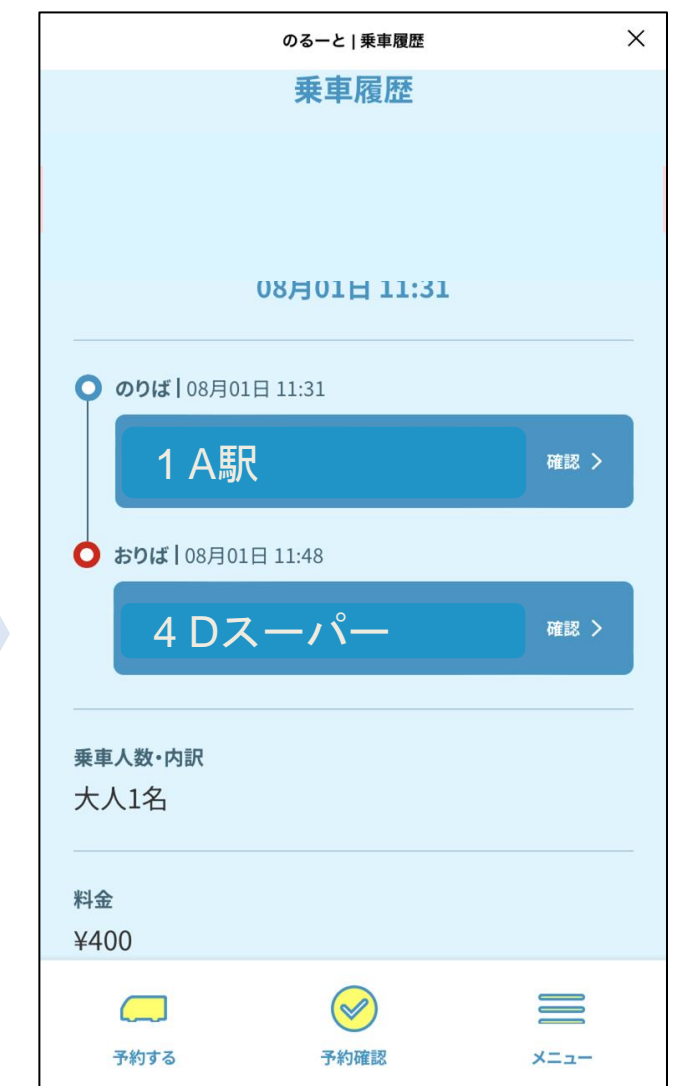 のるーと | 乗車履歴
乗車履歴
08月01日 11:31
のりば | 08月01日 11:31
１A駅
確認
おりば | 08月01日 11:48
４Dスーパー
確認
乗車人数・内訳
大人1名
料金
¥400
予約する
予約確認
メニュー